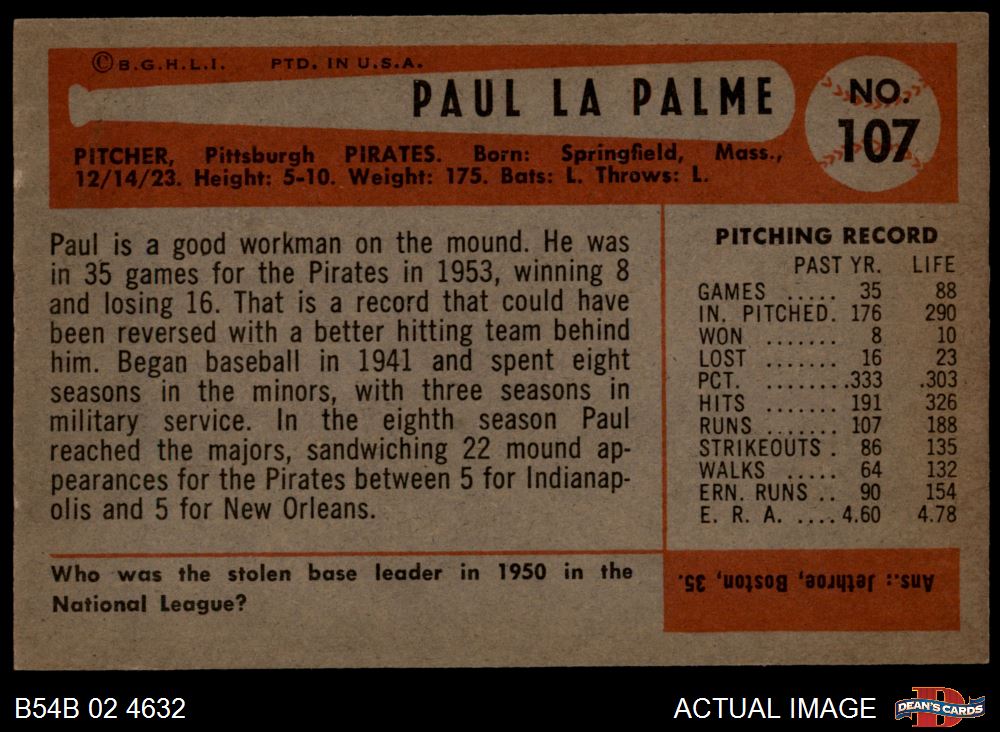 © B.G.H.L.I. PTD. IN U.S.A.
PAUL LA PALME
NO.
107
PITCHER, Pittsburgh PIRATES. Born: Springfield, Mass.,
12/14/23. Height: 5-10. Weight: 175. Bats: L. Throws: L.
Paul is a good workman on the mound. He was
in 35 games for the Pirates in 1953, winning 8
and losing 16. That is a record that could have
been reversed with a better hitting team behind
him. Began baseball in 1941 and spent eight
seasons in the minors, with three seasons in
military service. In the eighth season Paul
reached the majors, sandwiching 22 mound ap-
pearances for the Pirates between 5 for Indianap-
olis and 5 for New Orleans.
PITCHING RECORD
PAST YR. LIFE
GAMES ..... 35 88
IN. PITCHED. 176 290
WON ....... 8 10
LOST ....... 16 23
PCT. ........ .333 .303
HITS ....... 191 326
RUNS ....... 107 188
STRIKEOUTS . 86 135
WALKS ..... 64 132
ERN. RUNS .. 90 154
E. R. A. .... 4.60 4.78
Who was the stolen base leader in 1950 in the
National League?
Ans.: Jethroe, Boston, 35.
B54B 02 4632
ACTUAL IMAGE
D
DEAN'S CARDS